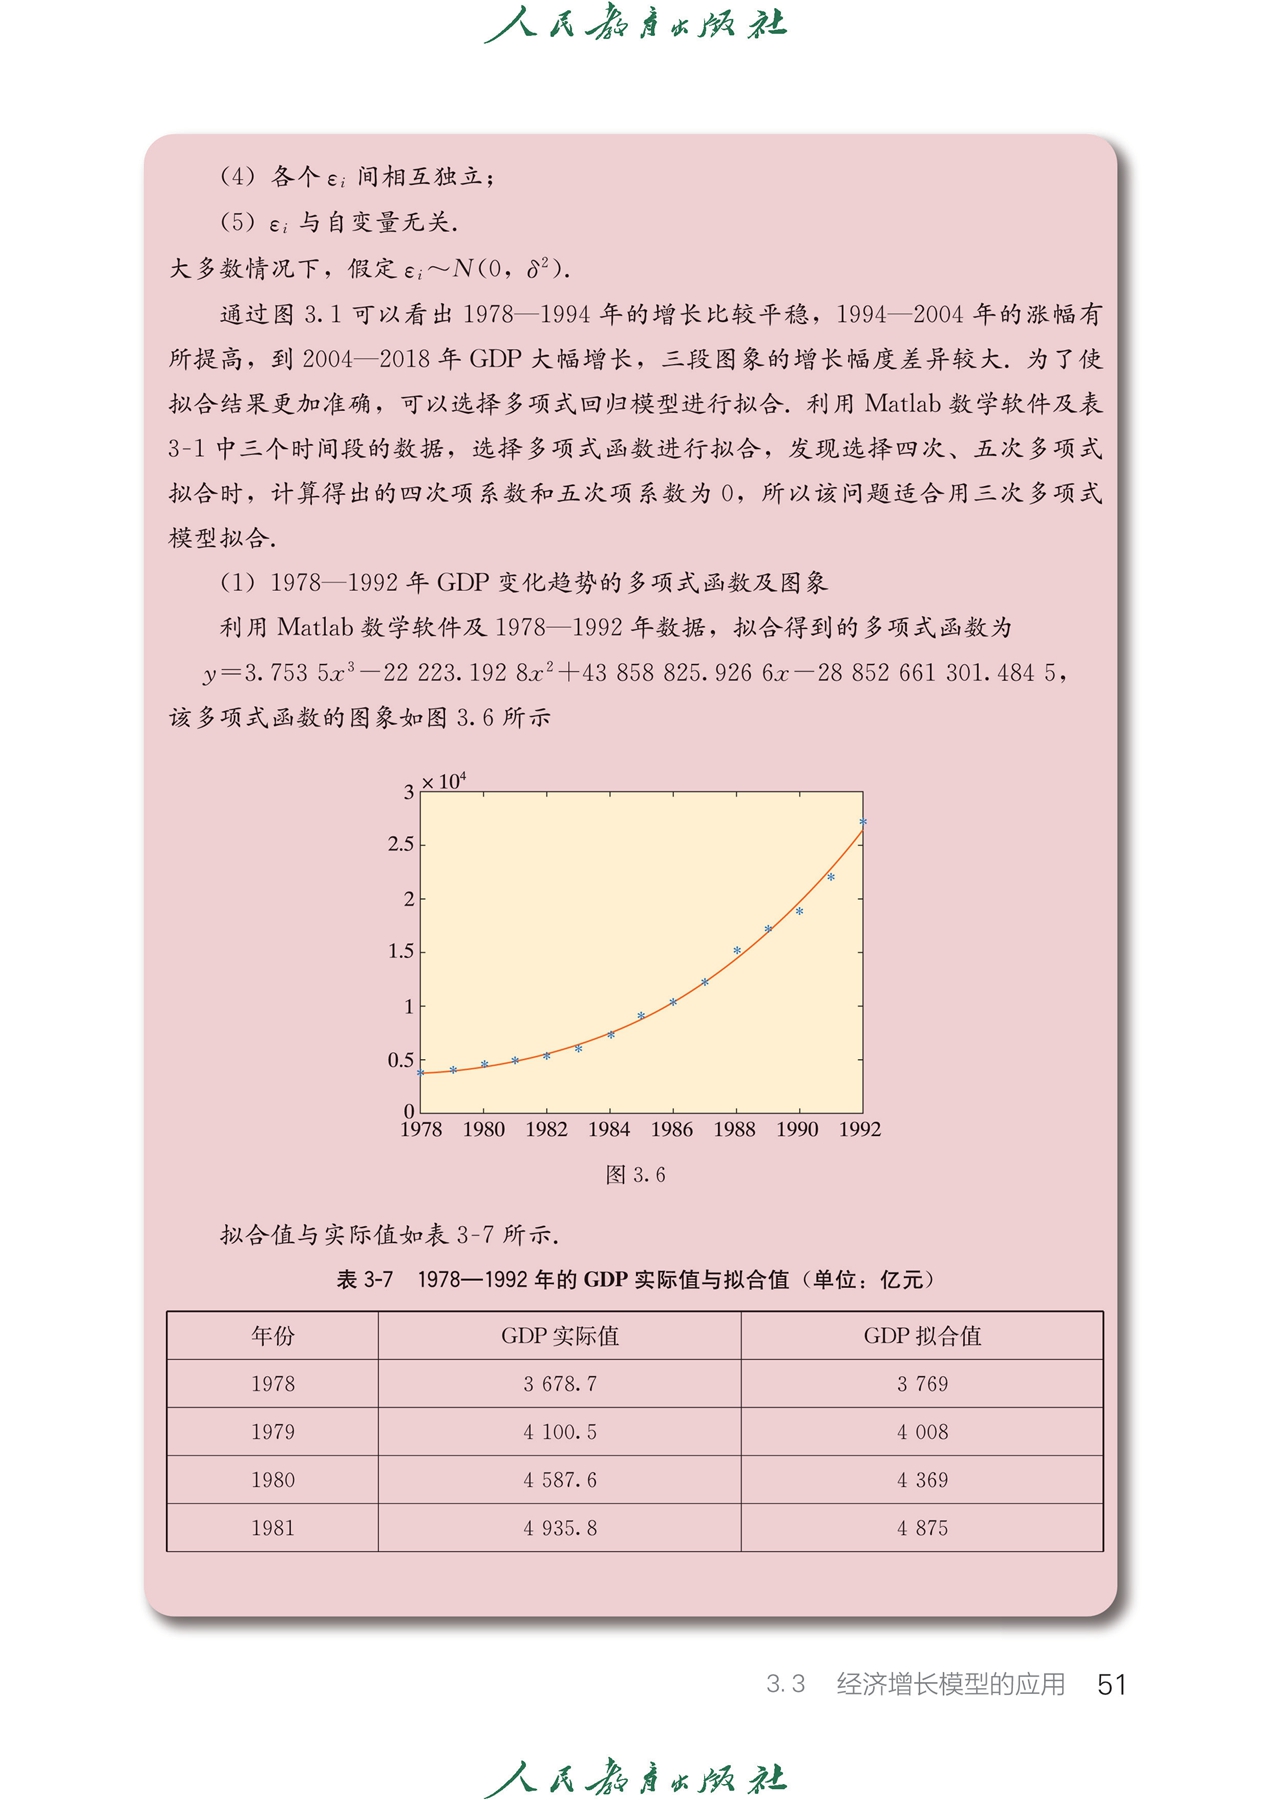 人民教育出版社
(4) 各个 εᵢ 间相互独立；
(5) εᵢ 与自变量无关.
大多数情况下，假定 εᵢ～N(0，δ²).
通过图 3.1 可以看出 1978—1994 年的增长比较平稳，1994—2004 年的涨幅有
所提高，到 2004—2018 年 GDP 大幅增长，三段图象的增长幅度差异较大. 为了使
拟合结果更加准确，可以选择多项式回归模型进行拟合. 利用 Matlab 数学软件及表
3-1 中三个时间段的数据，选择多项式函数进行拟合，发现选择四次、五次多项式
拟合时，计算得出的四次项系数和五次项系数为 0，所以该问题适合用三次多项式
模型拟合.
(1) 1978—1992 年 GDP 变化趋势的多项式函数及图象
利用 Matlab 数学软件及 1978—1992 年数据，拟合得到的多项式函数为
y=3.753 5x³－22 223.192 8x²＋43 858 825.926 6x－28 852 661 301.484 5，
该多项式函数的图象如图 3.6 所示
×10⁴
3
2.5
2
1.5
1
0.5
0
1978 1980 1982 1984 1986 1988 1990 1992
图 3.6
拟合值与实际值如表 3-7 所示.
表 3-7 1978—1992 年的 GDP 实际值与拟合值（单位：亿元）
年份 GDP 实际值 GDP 拟合值
1978 3 678.7 3 769
1979 4 100.5 4 008
1980 4 587.6 4 369
1981 4 935.8 4 875
3.3 经济增长模型的应用 51
人民教育出版社